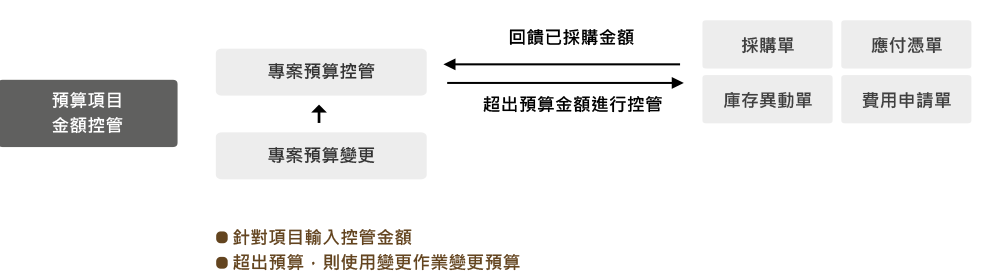 預算項目
金額控管
專案預算控管
專案預算變更
回饋已採購金額
超出預算金額進行控管
採購單
應付憑單
庫存異動單
費用申請單
針對項目輸入控管金額
超出預算，則使用變更作業變更預算